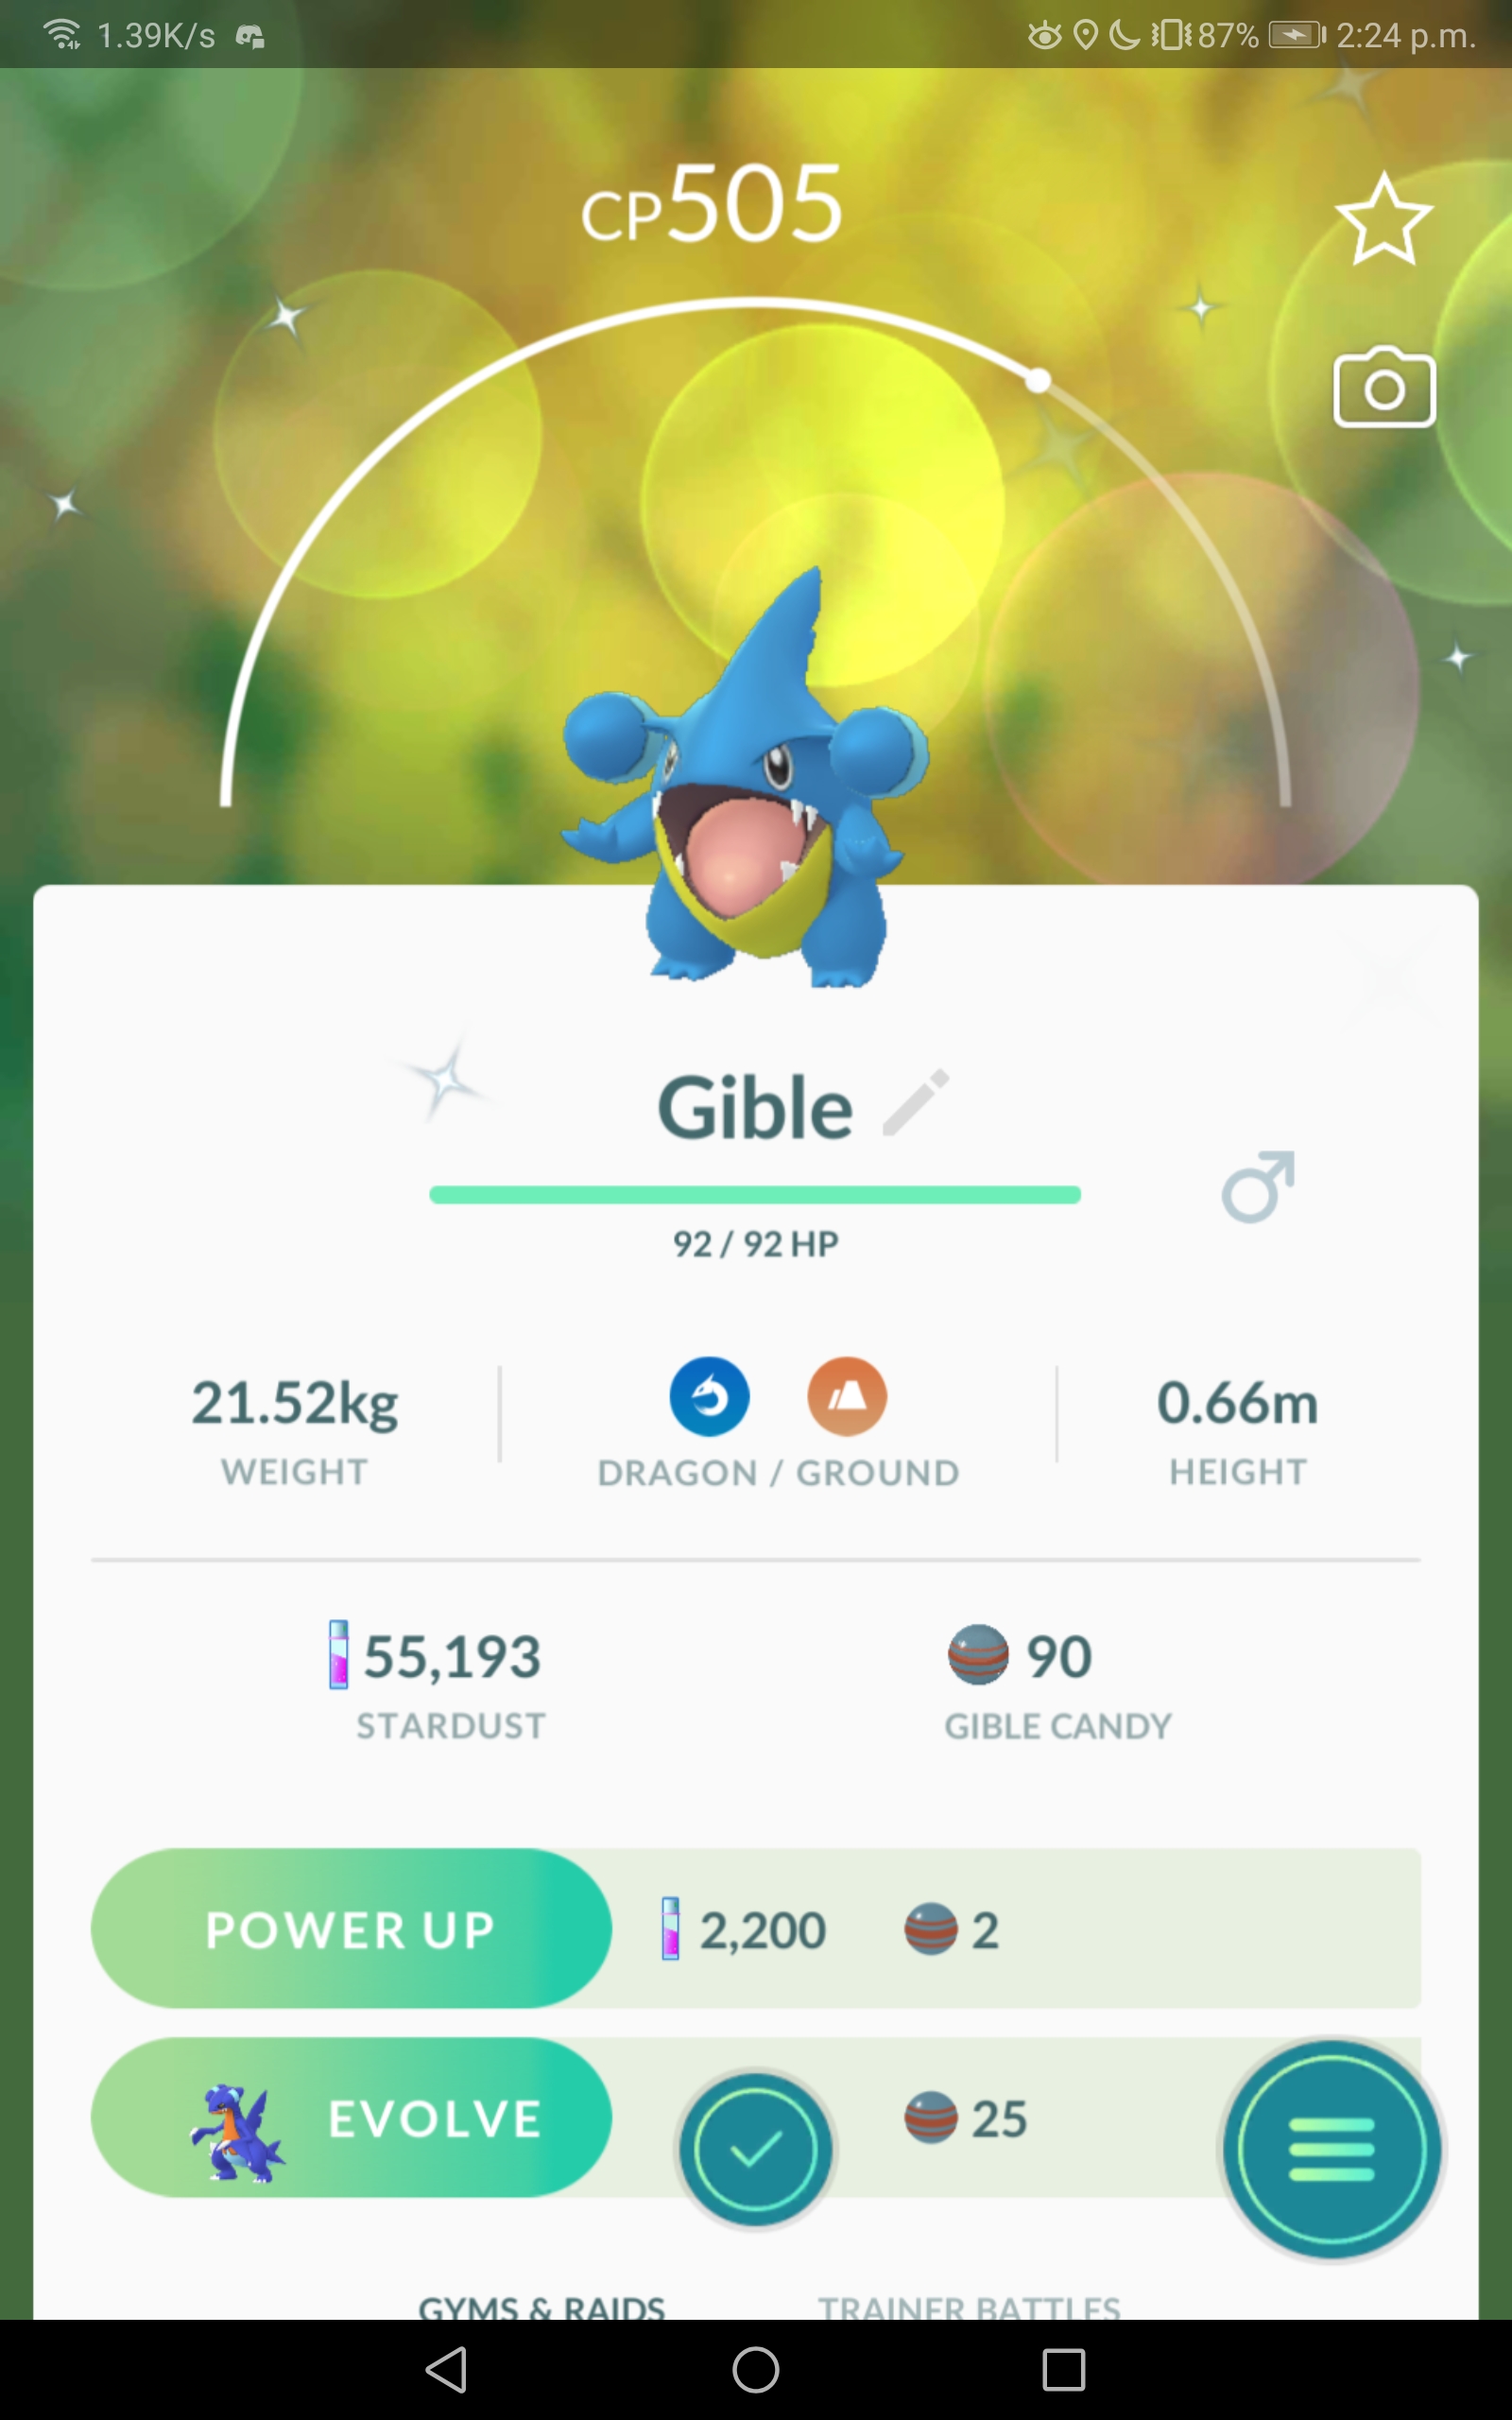 1.39K/s 87% 2:24 p.m.
CP505
Gible
92 / 92 HP
21.52kg
WEIGHT
DRAGON / GROUND
0.66m
HEIGHT
55,193
STARDUST
90
GIBLE CANDY
POWER UP 2,200 2
EVOLVE 25
GYMS & RAIDS TRAINER BATTLES